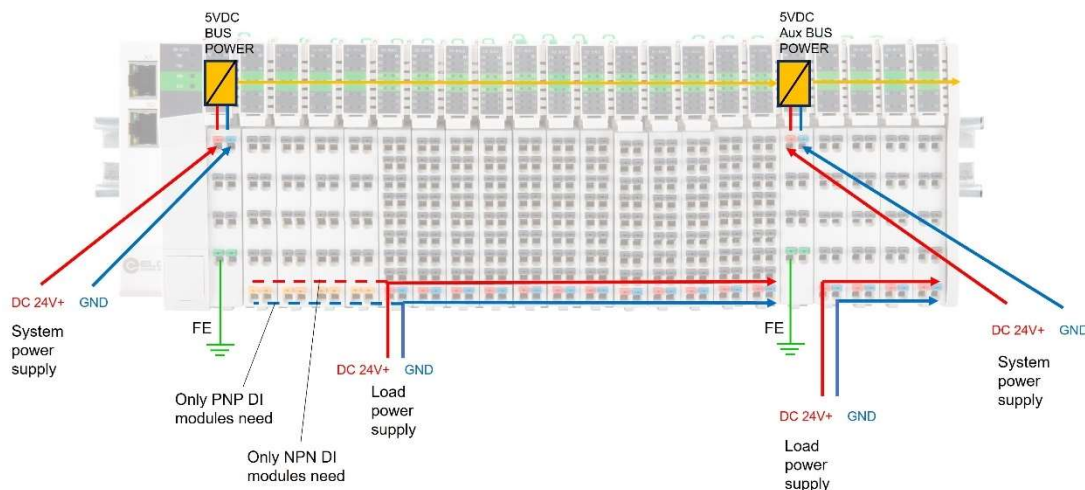 5VDC
BUS
POWER
5VDC
Aux BUS
POWER
DC 24V+ GND
System
power
supply
FE
Only PNP DI
modules need
Only NPN DI
modules need
DC 24V+ GND
Load
power
supply
FE
DC 24V+ GND
Load
power
supply
DC 24V+ GND
System
power
supply